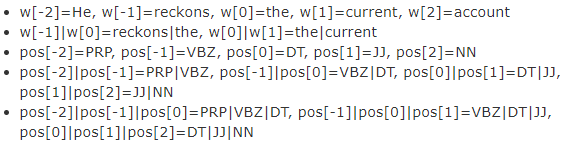 • w[-2]=He, w[-1]=reckons, w[0]=the, w[1]=current, w[2]=account
• w[-1]|w[0]=reckons|the, w[0]|w[1]=the|current
• pos[-2]=PRP, pos[-1]=VBZ, pos[0]=DT, pos[1]=JJ, pos[2]=NN
• pos[-2]|pos[-1]=PRP|VBZ, pos[-1]|pos[0]=VBZ|DT, pos[0]|pos[1]=DT|JJ,
pos[1]|pos[2]=JJ|NN
• pos[-2]|pos[-1]|pos[0]=PRP|VBZ|DT, pos[-1]|pos[0]|pos[1]=VBZ|DT|JJ,
pos[0]|pos[1]|pos[2]=DT|JJ|NN